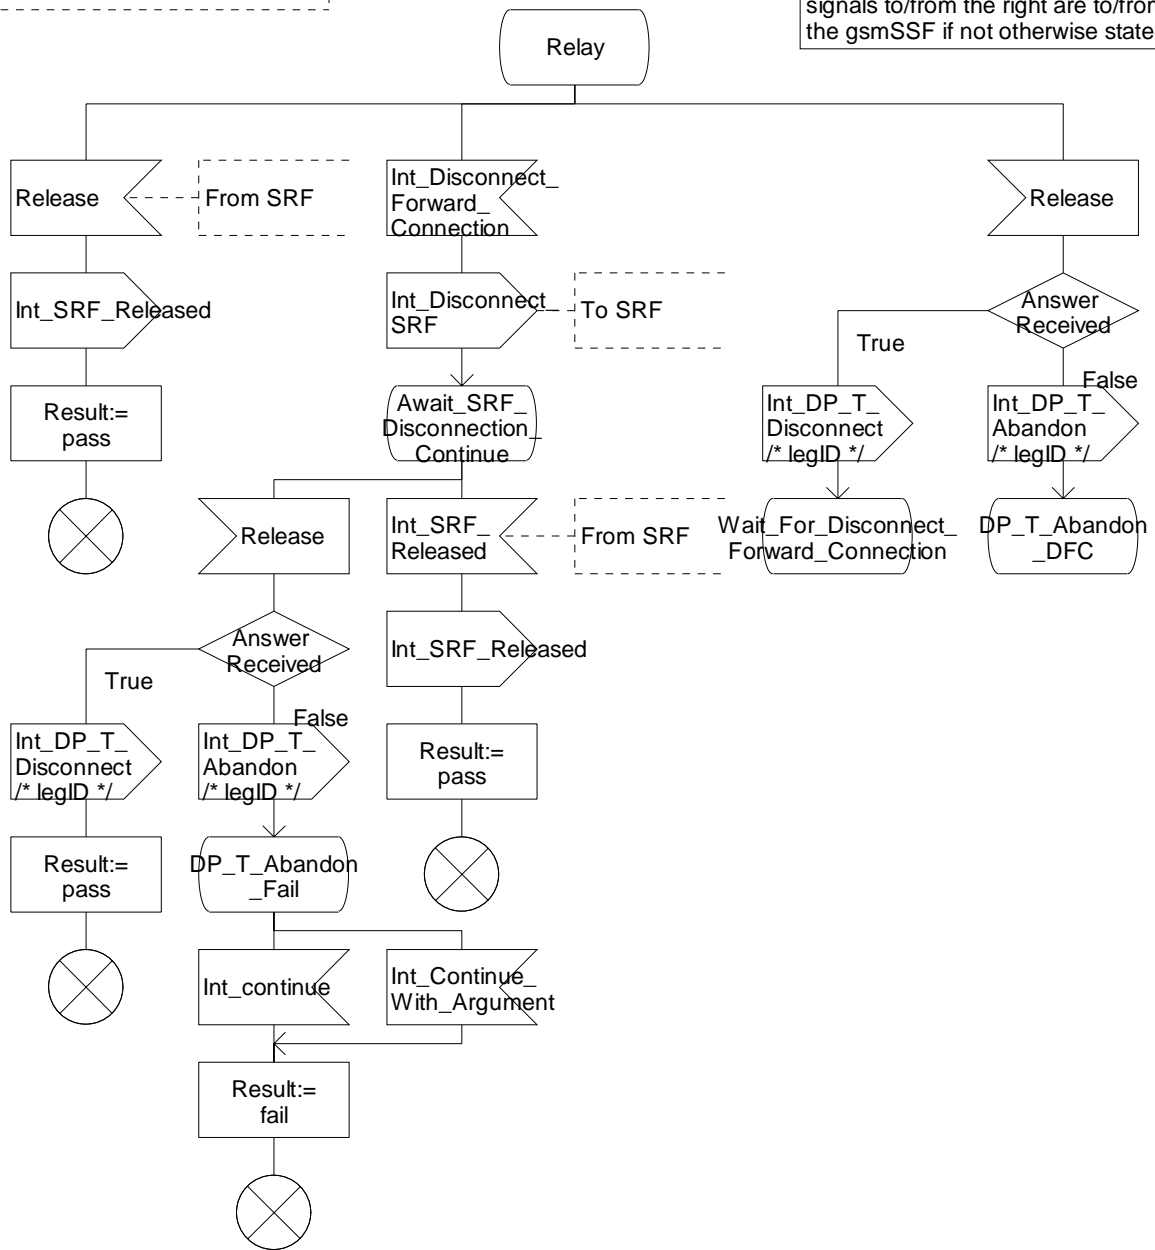 signals to/from the right are to/from
the gsmSSF if not otherwise state
Relay
Release
From SRF
Int_Disconnect_
Forward_
Connection
Release
Int_SRF_Released
Int_Disconnect_
SRF
To SRF
Answer
Received
True
False
Result:=
pass
Await_SRF_
Disconnection_
Continue
Int_DP_T_
Disconnect
/* legID */
Int_DP_T_
Abandon
/* legID */
Release
Int_SRF_
Released
From SRF
Wait_For_Disconnect_
Forward_Connection
DP_T_Abandon
_DFC
Answer
Received
Int_SRF_Released
True
False
Int_DP_T_
Disconnect
/* legID */
Int_DP_T_
Abandon
/* legID */
Result:=
pass
Result:=
pass
DP_T_Abandon
_Fail
Int_continue
Int_Continue_
With_Argument
Result:=
fail